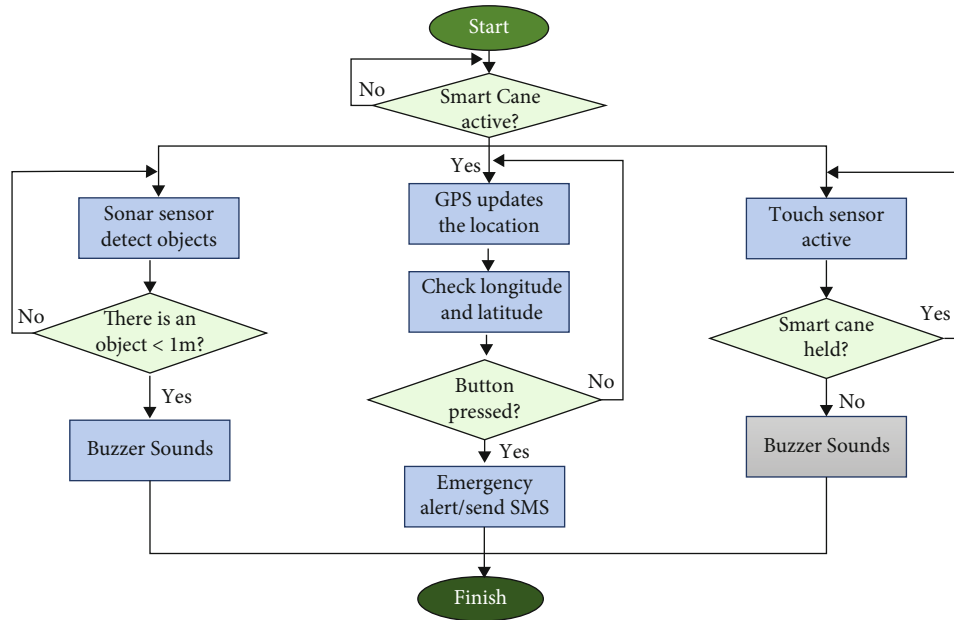 Start
No
Smart Cane
active?
Yes
Sonar sensor
detect objects
GPS updates
the location
Touch sensor
active
Check longitude
and latitude
No
There is an
object < 1m?
Smart cane
held?
Yes
Yes
Button
pressed?
No
No
Buzzer Sounds
Yes
Buzzer Sounds
Emergency
alert/send SMS
Finish